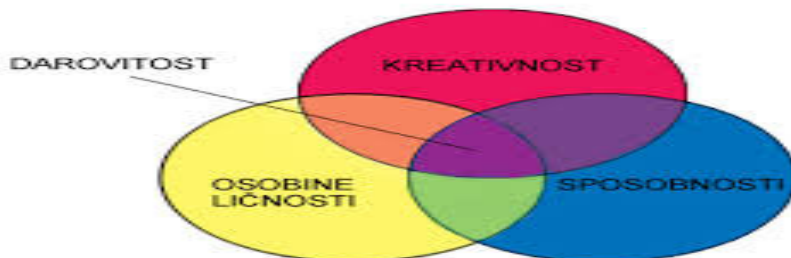 DAROVITOST
KREATIVNOST
OSOBINE
LIČNOSTI
SPOSOBNOSTI